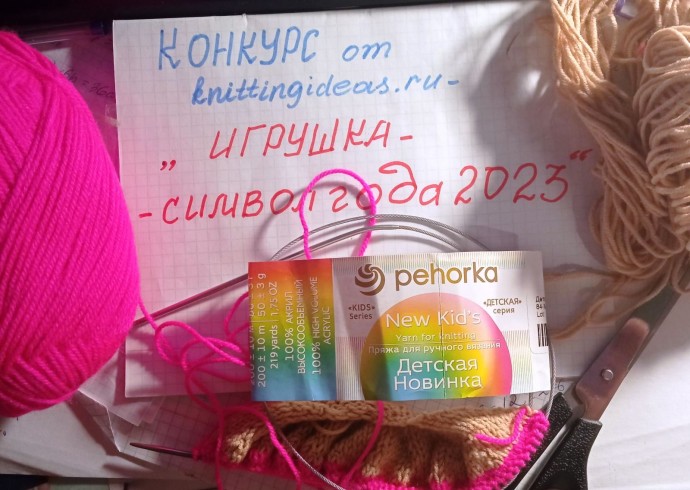 КОНКУРС от
knittingideas.ru-
„ ИГРУШКА-
-СИМВОЛ года 2023“
pehorka
«KIDS»
Series
«ДЕТСКАЯ»
серия
New Kid's
Yarn for knitting
Пряжа для ручного вязания
Детская
Новинка
200 ± 10 м 50 ± 3 g
219 yards 1.75 OZ
100% АКРИЛ
ВЫСОКООБЪЕМНЫЙ
100% HIGH VOLUME
ACRYLIC